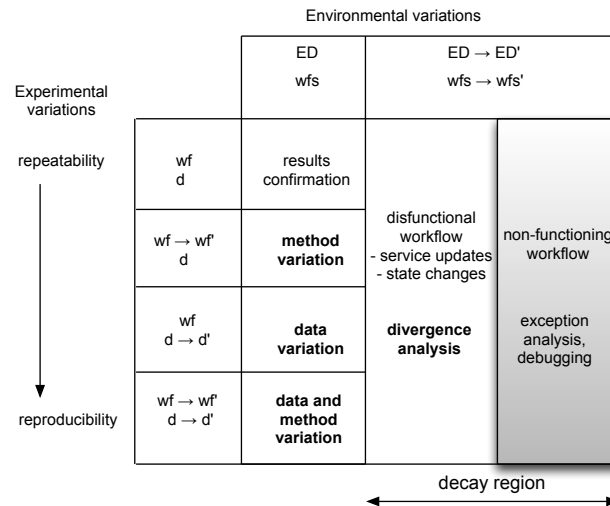 Environmental variations
ED
ED → ED'
wfs
wfs → wfs'
Experimental
variations
repeatability
wf
d
results
confirmation
wf → wf'
d
method
variation
disfunctional
workflow
- service updates
- state changes
non-functioning
workflow
wf
d → d'
data
variation
divergence
analysis
exception
analysis,
debugging
reproducibility
wf → wf'
d → d'
data and
method
variation
decay region